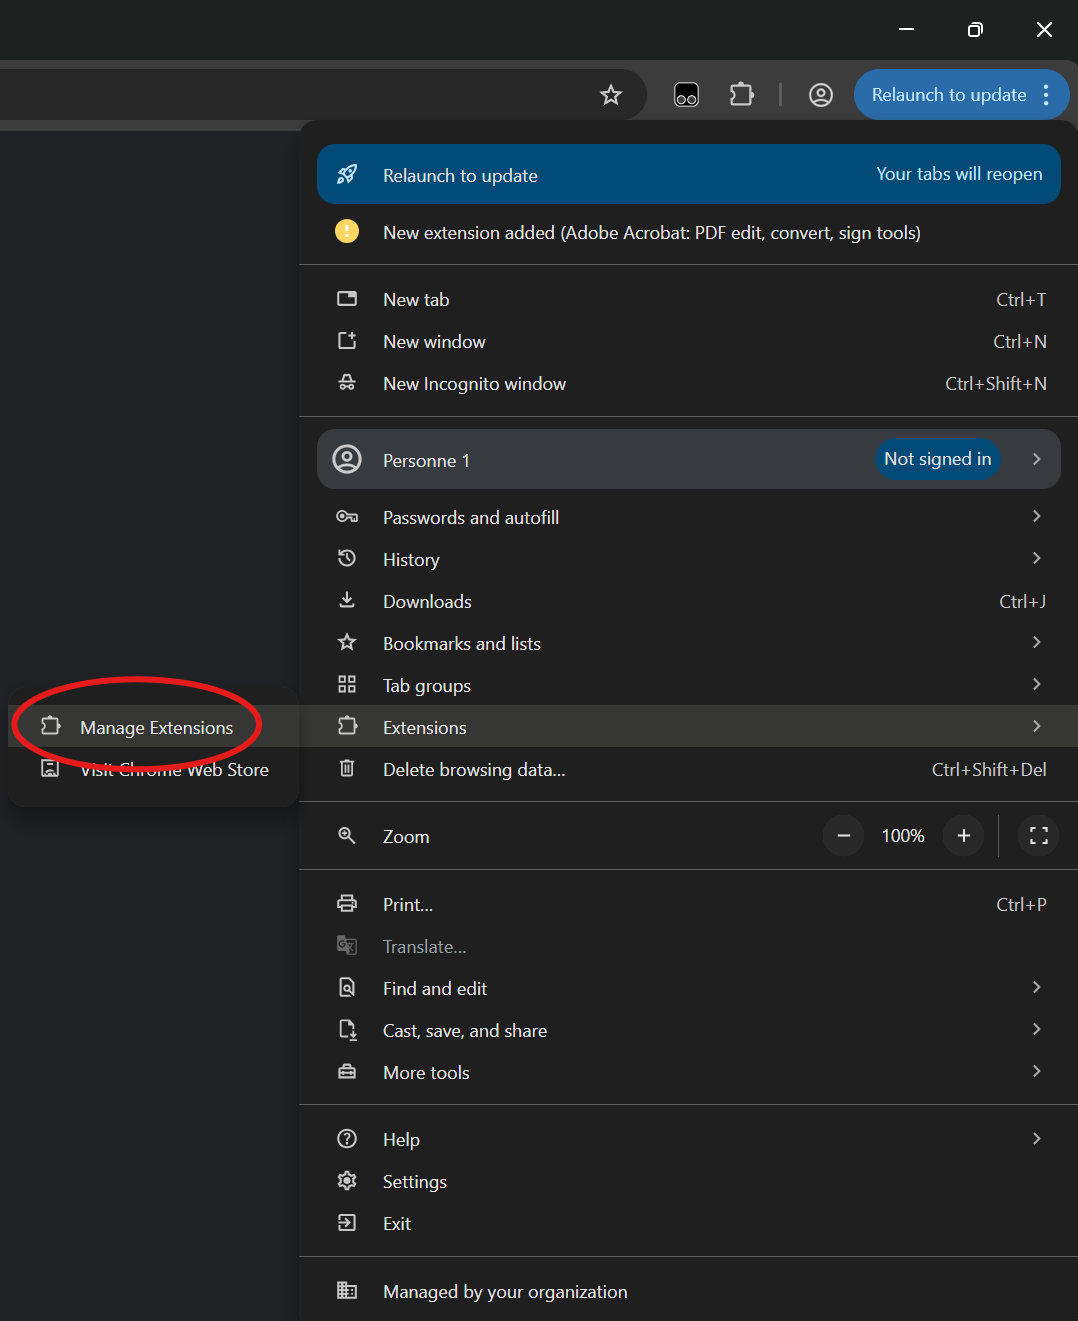 Relaunch to update
Relaunch to update Your tabs will reopen
New extension added (Adobe Acrobat: PDF edit, convert, sign tools)
New tab Ctrl+T
New window Ctrl+N
New Incognito window Ctrl+Shift+N
Personne 1 Not signed in
Passwords and autofill
History
Downloads Ctrl+J
Bookmarks and lists
Tab groups
Manage Extensions
Extensions
Visit Chrome Web Store
Delete browsing data... Ctrl+Shift+Del
Zoom − 100% +
Print... Ctrl+P
Translate...
Find and edit
Cast, save, and share
More tools
Help
Settings
Exit
Managed by your organization